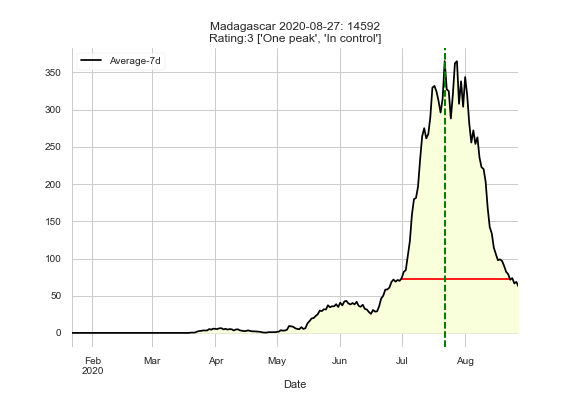 Madagascar 2020-08-27: 14592
Rating:3 ['One peak', 'In control']
Average-7d
350
300
250
200
150
100
50
0
Feb Mar Apr May Jun Jul Aug
2020
Date